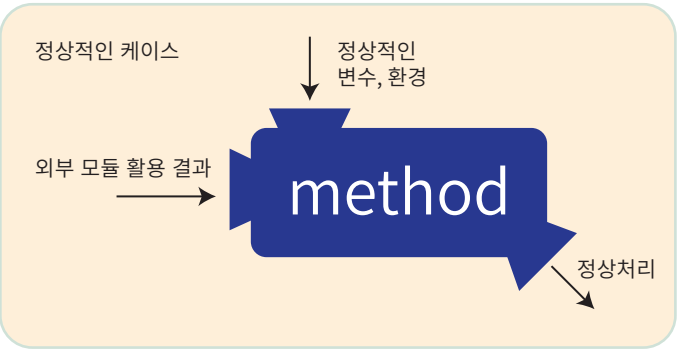 정상적인 케이스
정상적인
변수, 환경
외부 모듈 활용 결과
method
정상처리